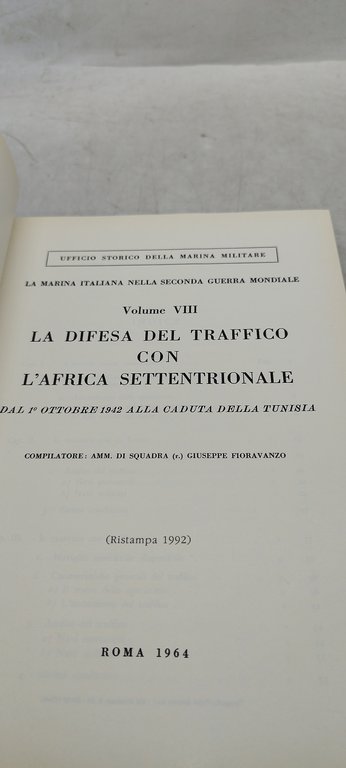 UFFICIO STORICO DELLA MARINA MILITARE
LA MARINA ITALIANA NELLA SECONDA GUERRA MONDIALE
Volume VIII
LA DIFESA DEL TRAFFICO
CON
L'AFRICA SETTENTRIONALE
DAL 1º OTTOBRE 1942 ALLA CADUTA DELLA TUNISIA
COMPILATORE: AMM. DI SQUADRA (r.) GIUSEPPE FIORAVANZO
(Ristampa 1992)
ROMA 1964